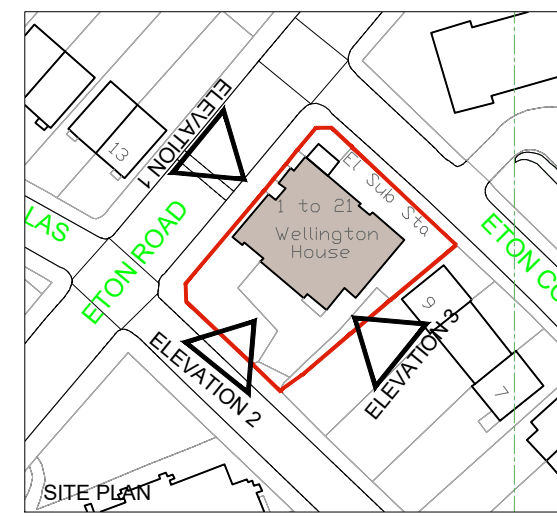 ELEVATION 1
13
El Sub Sta
1 to 21
Wellington
House
LAS
ETON ROAD
ETON CO
9
7
ELEVATION 2
ELEVATION 3
SITE PLAN